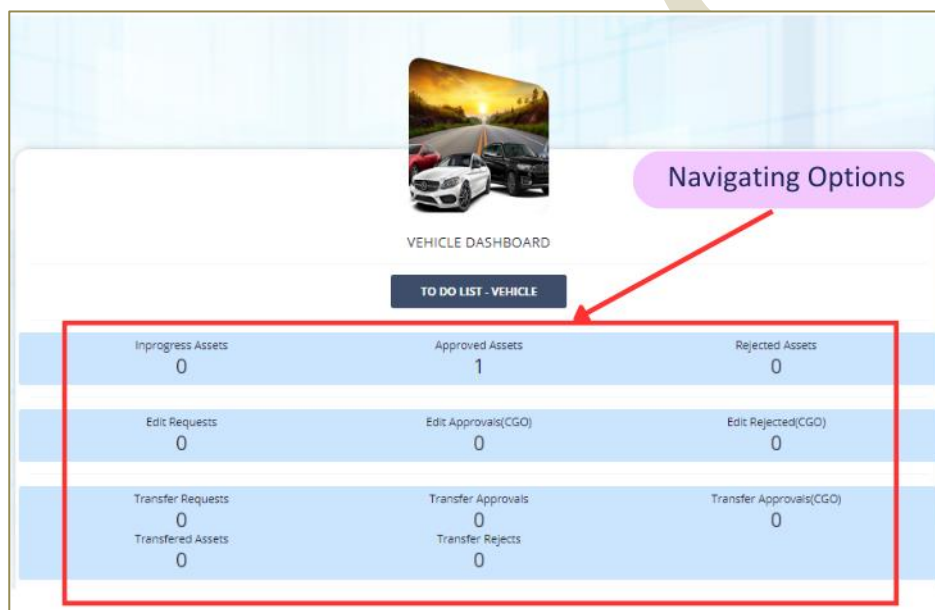 Navigating Options
VEHICLE DASHBOARD
TO DO LIST - VEHICLE
Inprogress Assets Approved Assets Rejected Assets
0 1 0
Edit Requests Edit Approvals(CGO) Edit Rejected(CGO)
0 0 0
Transfer Requests Transfer Approvals Transfer Approvals(CGO)
0 0 0
Transfered Assets Transfer Rejects
0 0